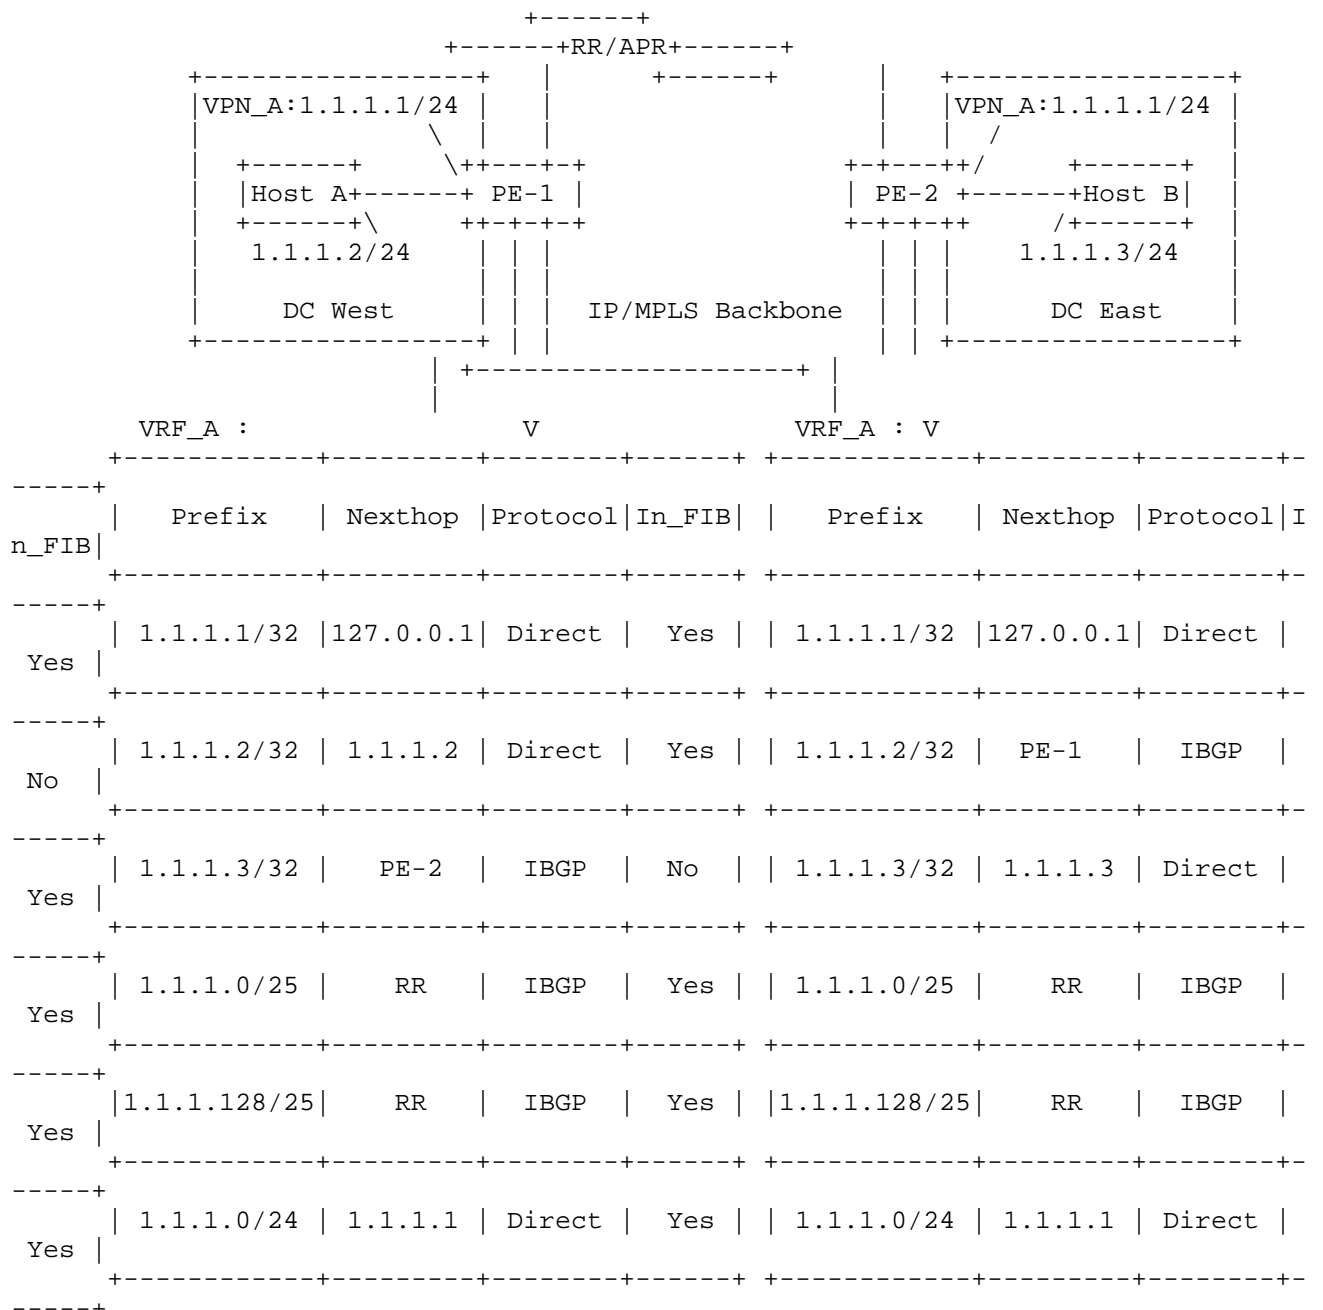 +------+
                         +------+RR/APR+------+
           +-----------------+   |      +------+      |   +-----------------+
           |VPN_A:1.1.1.1/24 |   |                    |   |VPN_A:1.1.1.1/24 |
           |              \  |   |                    |   |  /              |
           |  +------+     \++---+-+                +-+---++/     +------+  |
           |  |Host A+------+ PE-1 |                | PE-2 +------+Host B|  |
           |  +------+\     ++-+-+-+                +-+-+-++     /+------+  |
           |   1.1.1.2/24    | | |                    | | |    1.1.1.3/24   |
           |                 | | |                    | | |                 |
           |     DC West     | | |  IP/MPLS Backbone  | | |      DC East    |
           +-----------------+ | |                    | | +-----------------+
                          | +--------------------+ |
                          |                        |
        VRF_A :                 V                VRF_A : V
      +------------+---------+--------+------+ +------------+---------+--------+-
-----+
      |   Prefix   | Nexthop |Protocol|In_FIB| |   Prefix   | Nexthop |Protocol|I
n_FIB|
      +------------+---------+--------+------+ +------------+---------+--------+-
-----+
      | 1.1.1.1/32 |127.0.0.1| Direct |  Yes | | 1.1.1.1/32 |127.0.0.1| Direct |
 Yes |
      +------------+---------+--------+------+ +------------+---------+--------+-
-----+
      | 1.1.1.2/32 | 1.1.1.2 | Direct |  Yes | | 1.1.1.2/32 |  PE-1   |  IBGP  |
 No  |
      +------------+---------+--------+------+ +------------+---------+--------+-
-----+
      | 1.1.1.3/32 |   PE-2  |  IBGP  |  No  | | 1.1.1.3/32 | 1.1.1.3 | Direct |
 Yes |
      +------------+---------+--------+------+ +------------+---------+--------+-
-----+
      | 1.1.1.0/25 |    RR   |  IBGP  |  Yes | | 1.1.1.0/25 |    RR   |  IBGP  |
 Yes |
      +------------+---------+--------+------+ +------------+---------+--------+-
-----+
      |1.1.1.128/25|    RR   |  IBGP  |  Yes | |1.1.1.128/25|    RR   |  IBGP  |
 Yes |
      +------------+---------+--------+------+ +------------+---------+--------+-
-----+
      | 1.1.1.0/24 | 1.1.1.1 | Direct |  Yes | | 1.1.1.0/24 | 1.1.1.1 | Direct |
 Yes |
      +------------+---------+--------+------+ +------------+---------+--------+-
-----+